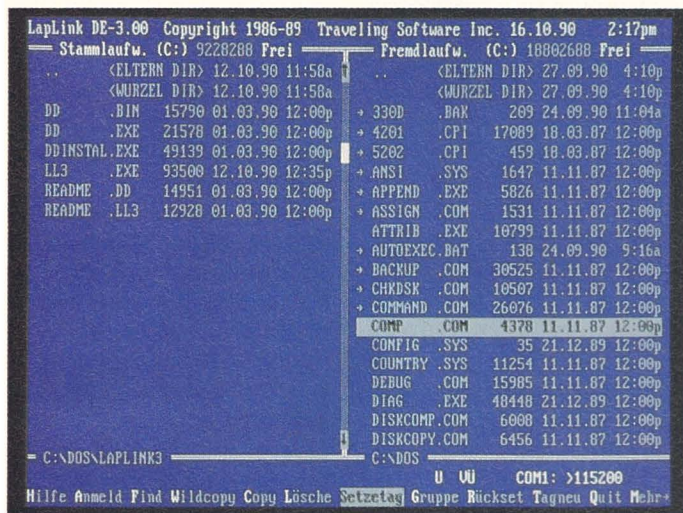 LapLink DE-3.00 Copyright 1986-89 Traveling Software Inc. 16.10.90 2:17pm
Stammlaufw. (C:) 9228288 Frei
.. <ELTERN DIR> 12.10.90 11:58a
<WURZEL DIR> 12.10.90 11:58a
DD .BIN 15790 01.03.90 12:00p
DD .EXE 21578 01.03.90 12:00p
DDINSTAL.EXE 49139 01.03.90 12:00p
LL3 .EXE 93500 12.10.90 12:35p
README .DD 14951 01.03.90 12:00p
README .LL3 12928 01.03.90 12:00p
C:\DOS\LAPLINK3
Fremdlaufw. (C:) 18802688 Frei
.. <ELTERN DIR> 27.09.90 4:10p
<WURZEL DIR> 27.09.90 4:10p
→ 330D .BAK 209 24.09.90 11:04a
→ 4201 .CPI 17089 18.03.87 12:00p
→ 5202 .CPI 459 18.03.87 12:00p
→ ANSI .SYS 1647 11.11.87 12:00p
→ APPEND .EXE 5826 11.11.87 12:00p
→ ASSIGN .COM 1531 11.11.87 12:00p
ATTRIB .EXE 10799 11.11.87 12:00p
→ AUTOEXEC.BAT 138 24.09.90 9:16a
→ BACKUP .COM 30525 11.11.87 12:00p
→ CHKDSK .COM 10507 11.11.87 12:00p
→ COMMAND .COM 26076 11.11.87 12:00p
COMP .COM 4378 11.11.87 12:00p
CONFIG .SYS 35 21.12.89 12:00p
COUNTRY .SYS 11254 11.11.87 12:00p
DEBUG .COM 15985 11.11.87 12:00p
DIAG .EXE 48448 21.12.89 12:00p
DISKCOMP.COM 6008 11.11.87 12:00p
DISKCOPY.COM 6456 11.11.87 12:00p
C:\DOS
U VÜ COM1: >115200
Hilfe Anmeld Find Wildcopy Copy Lösche Setzetag Gruppe Rückset Tagneu Quit Mehr→